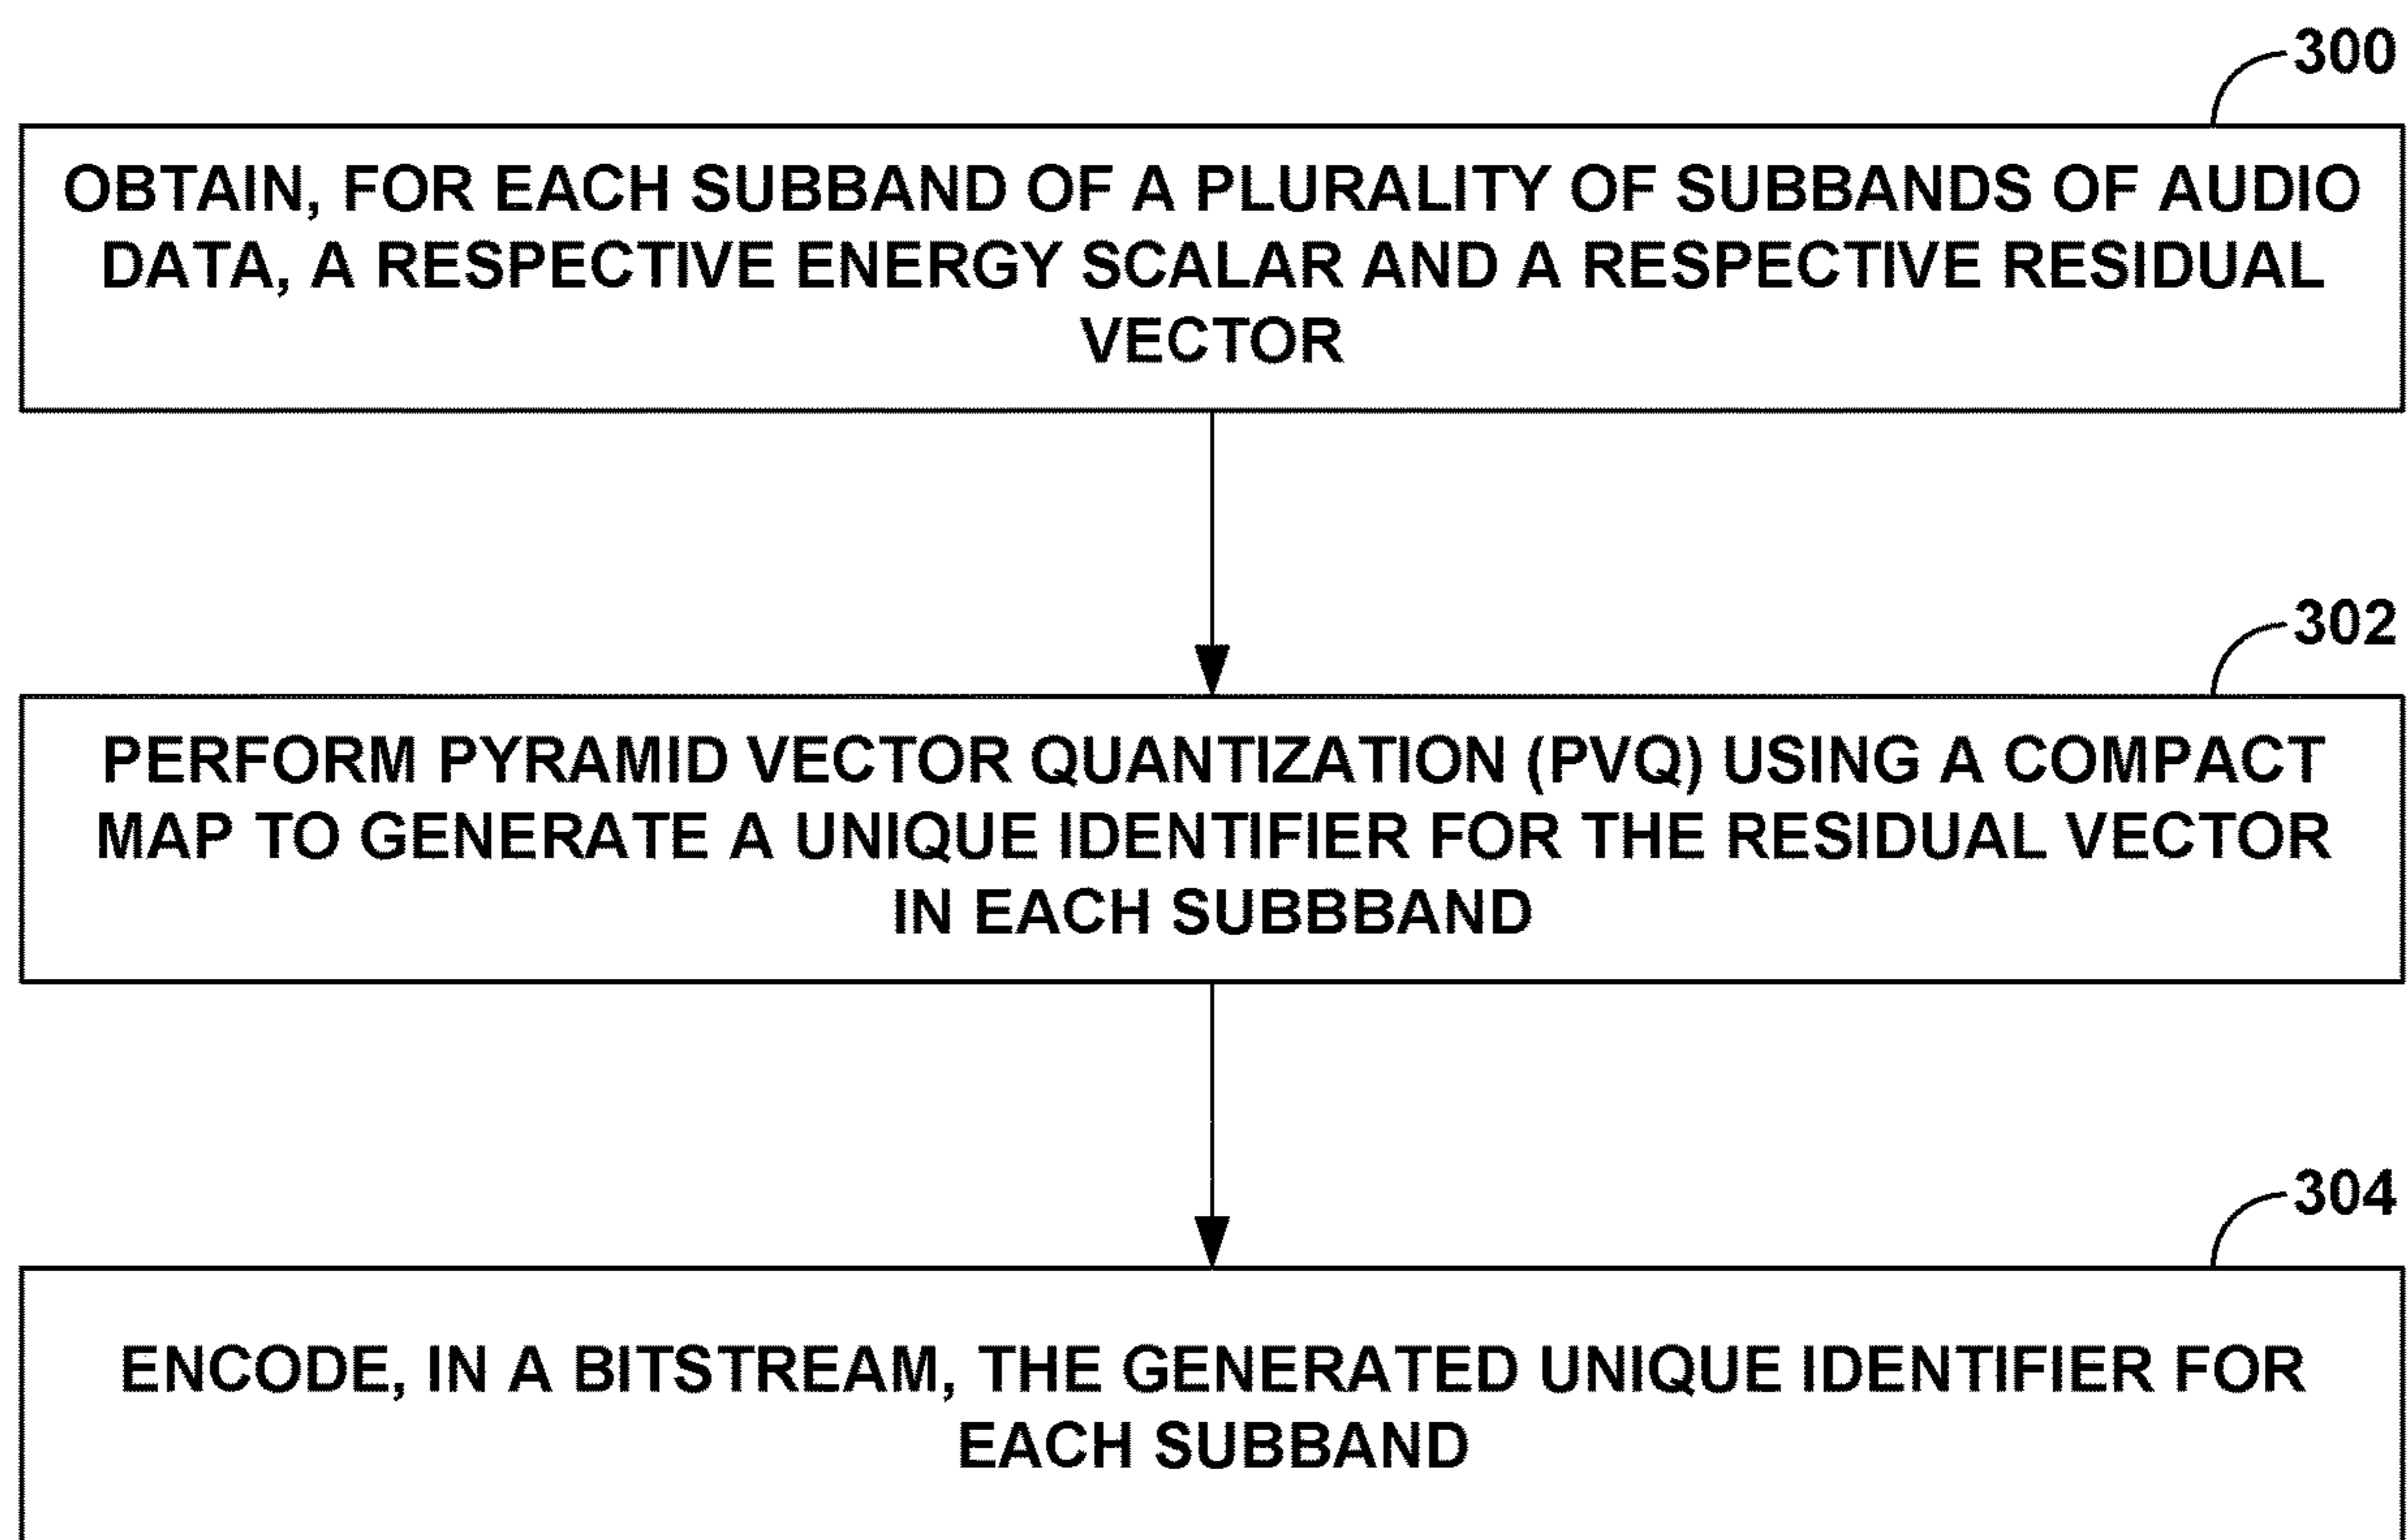 300
OBTAIN, FOR EACH SUBBAND OF A PLURALITY OF SUBBANDS OF AUDIO
DATA, A RESPECTIVE ENERGY SCALAR AND A RESPECTIVE RESIDUAL
VECTOR
302
PERFORM PYRAMID VECTOR QUANTIZATION (PVQ) USING A COMPACT
MAP TO GENERATE A UNIQUE IDENTIFIER FOR THE RESIDUAL VECTOR
IN EACH SUBBBAND
304
ENCODE, IN A BITSTREAM, THE GENERATED UNIQUE IDENTIFIER FOR
EACH SUBBAND